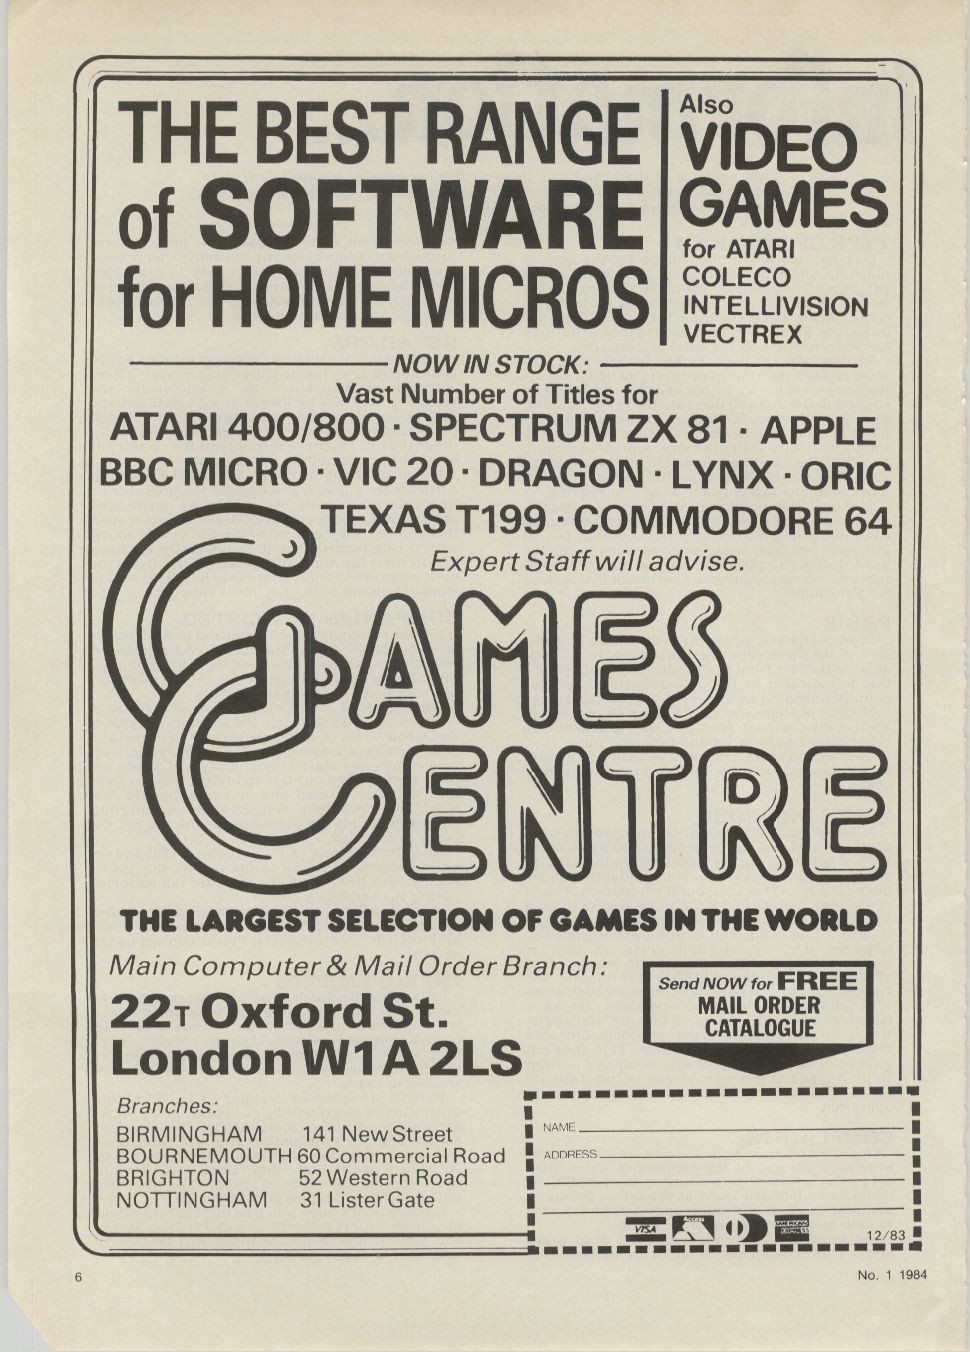 THE BEST RANGE
of SOFTWARE
for HOME MICROS
Also
VIDEO
GAMES
for ATARI
COLECO
INTELLIVISION
VECTREX
NOW IN STOCK:
Vast Number of Titles for
ATARI 400/800 · SPECTRUM ZX 81 · APPLE
BBC MICRO · VIC 20 · DRAGON · LYNX · ORIC
TEXAS T199 · COMMODORE 64
Expert Staff will advise.
GAMES
CENTRE
THE LARGEST SELECTION OF GAMES IN THE WORLD
Main Computer & Mail Order Branch:
22T Oxford St.
London W1A 2LS
Send NOW for FREE
MAIL ORDER
CATALOGUE
Branches:
BIRMINGHAM 141 New Street
BOURNEMOUTH 60 Commercial Road
BRIGHTON 52 Western Road
NOTTINGHAM 31 Lister Gate
NAME
ADDRESS
VISA
ACCESS
AMERICAN
EXPRESS
12/83
6
No. 1 1984